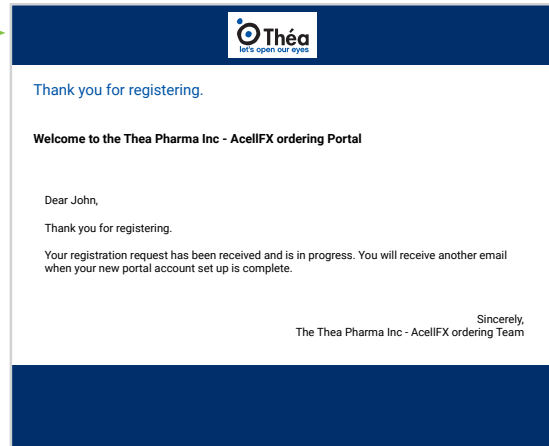 Théa
let's open our eyes
Thank you for registering.
Welcome to the Thea Pharma Inc - AcellFX ordering Portal
Dear John,
Thank you for registering.
Your registration request has been received and is in progress. You will receive another email
when your new portal account set up is complete.
Sincerely,
The Thea Pharma Inc - AcellFX ordering Team